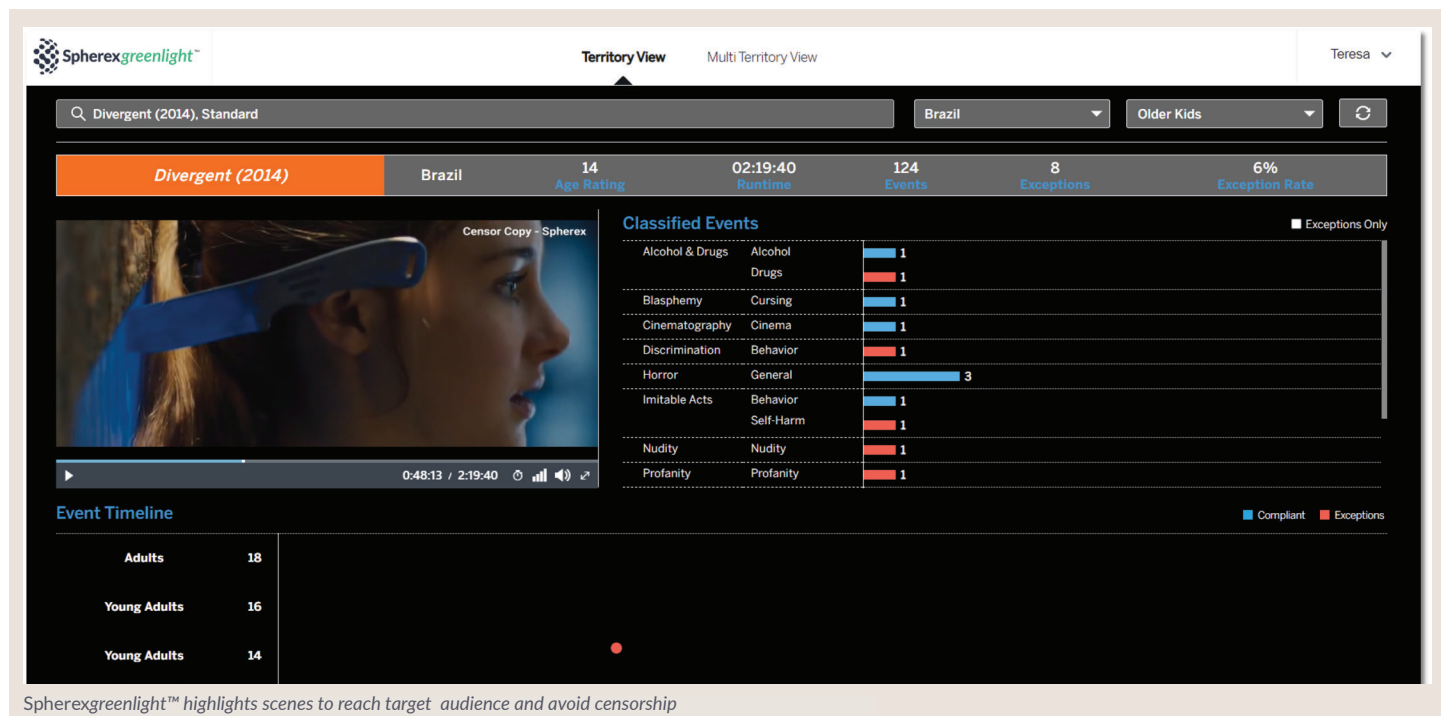 Spherexgreenlight™
Territory View Multi Territory View
Teresa
Divergent (2014), Standard
Brazil
Older Kids
Divergent (2014)
Brazil
14
Age Rating
02:19:40
Runtime
124
Events
8
Exceptions
6%
Exception Rate
Censor Copy - Spherex
0:48:13 / 2:19:40
Classified Events
Exceptions Only
Alcohol & Drugs Alcohol 1
Drugs 1
Blasphemy Cursing 1
Cinematography Cinema 1
Discrimination Behavior 1
Horror General 3
Imitable Acts Behavior 1
Self-Harm 1
Nudity Nudity 1
Profanity Profanity 1
Event Timeline
Compliant Exceptions
Adults 18
Young Adults 16
Young Adults 14
Spherexgreenlight™ highlights scenes to reach target audience and avoid censorship